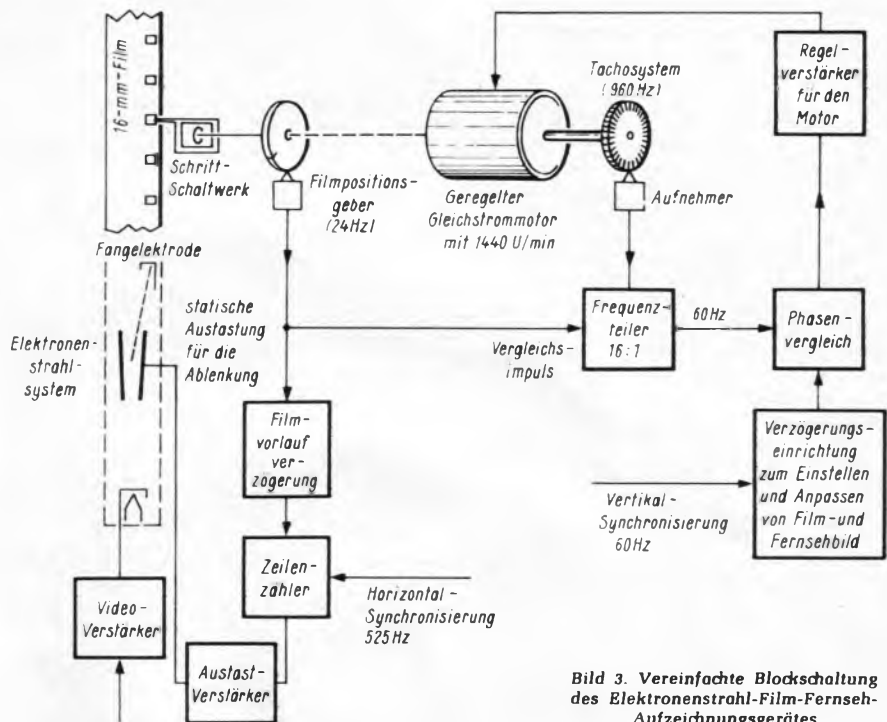 16-mm-Film
Schritt-
Schaltwerk
Filmpositions-
geber
(24Hz)
Geregelter
Gleichstrommotor
mit 1440 U/min
Tachosystem
(960 Hz)
Aufnehmer
Regel-
verstärker
für den
Motor
Fangelektrode
Elektronen-
strahl-
system
statische
Austastung
für die
Ablenkung
Vergleichs-
impuls
Frequenz-
teiler
16:1
60Hz
Phasen-
vergleich
Film-
vorlauf
ver-
zögerung
Vertikal-
Synchronisierung
60Hz
Verzögerungs-
einrichtung
zum Einstellen
und Anpassen
von Film-und
Fernsehbild
Zeilen-
zähler
Horizontal-
Synchronisierung
525Hz
Video-
Verstärker
Austast-
Verstärker
Bild 3. Vereinfachte Blockschaltung
des Elektronenstrahl-Film-Fernseh-
Aufzeichnungsgerätes